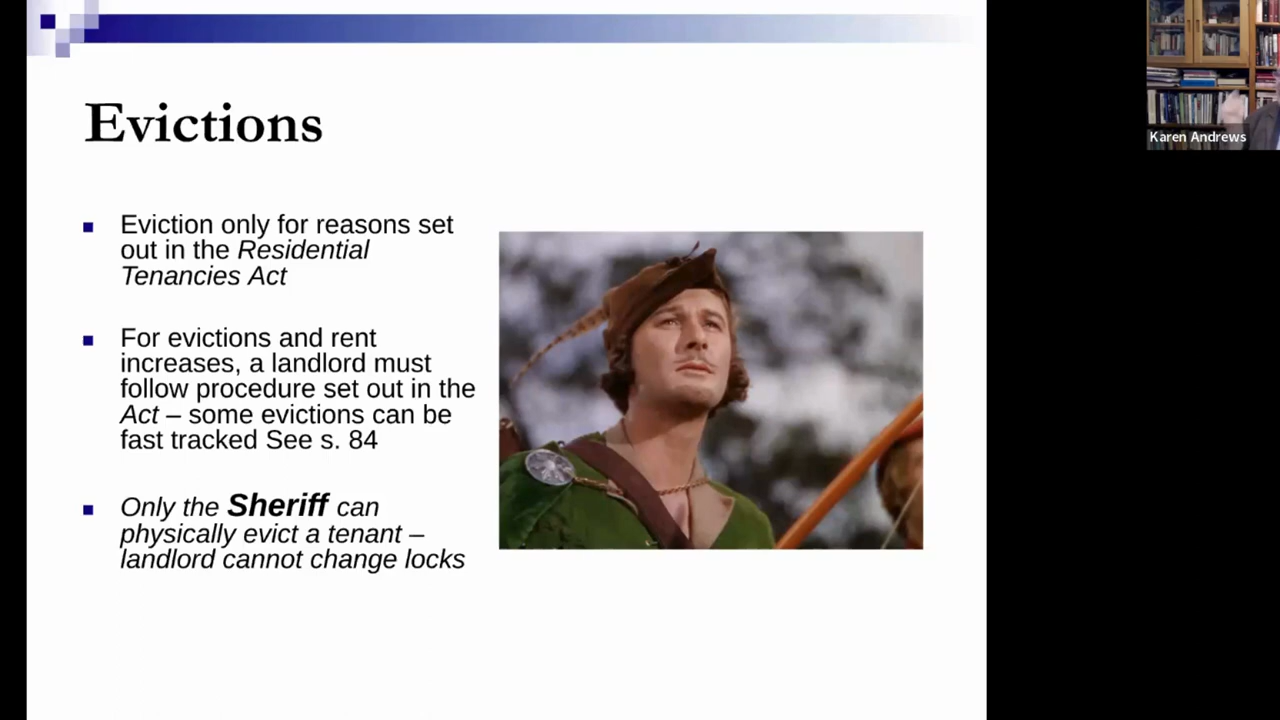 Evictions
Eviction only for reasons set
out in the Residential
Tenancies Act
For evictions and rent
increases, a landlord must
follow procedure set out in the
Act – some evictions can be
fast tracked See s. 84
Only the Sheriff can
physically evict a tenant –
landlord cannot change locks
Karen Andrews